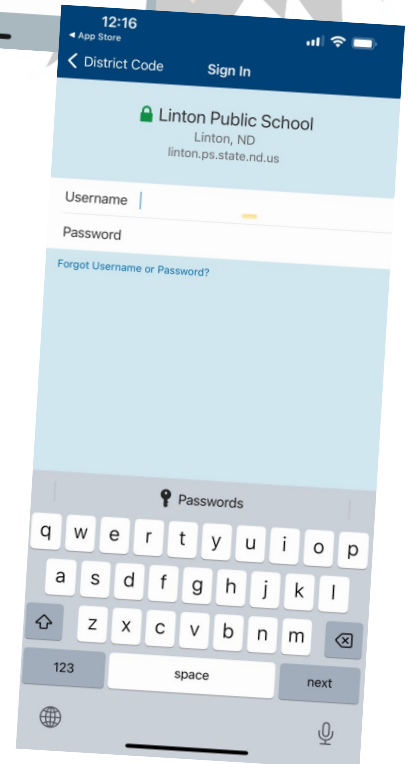 12:16
◀ App Store
District Code
Sign In
Linton Public School
Linton, ND
linton.ps.state.nd.us
Username
Password
Forgot Username or Password?
Passwords
q w e r t y u i o p
a s d f g h j k l
z x c v b n m
123 space next